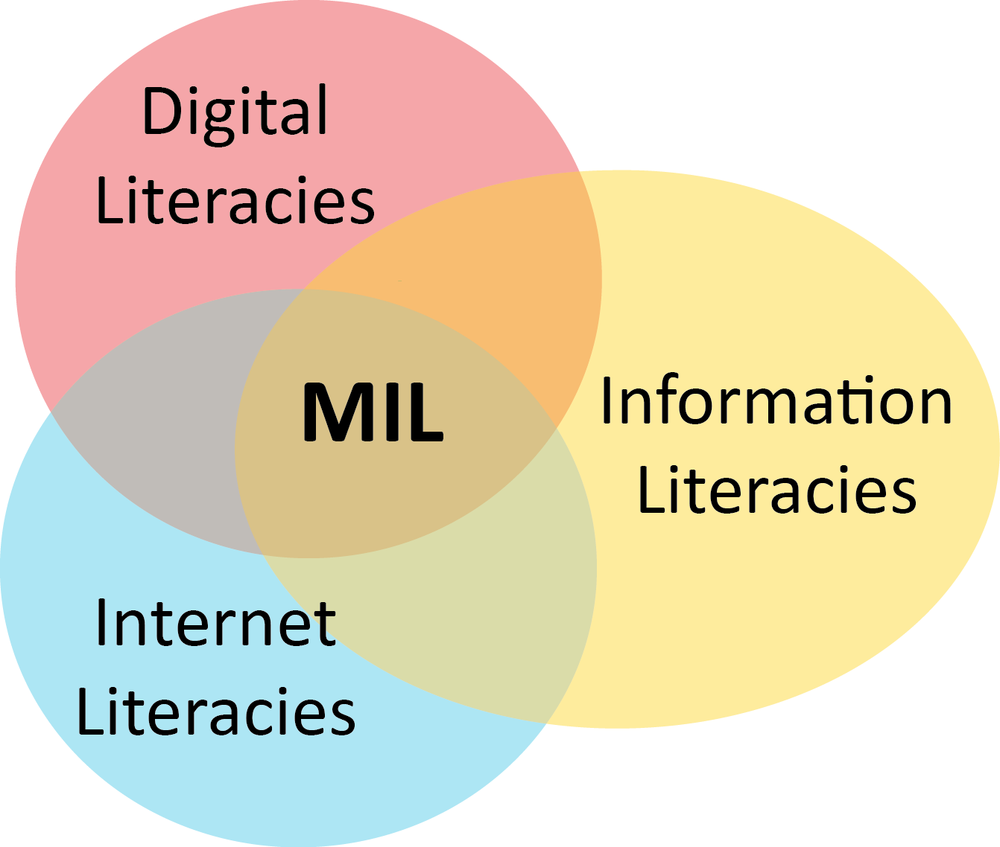 Digital
Literacies
MIL
Information
Literacies
Internet
Literacies